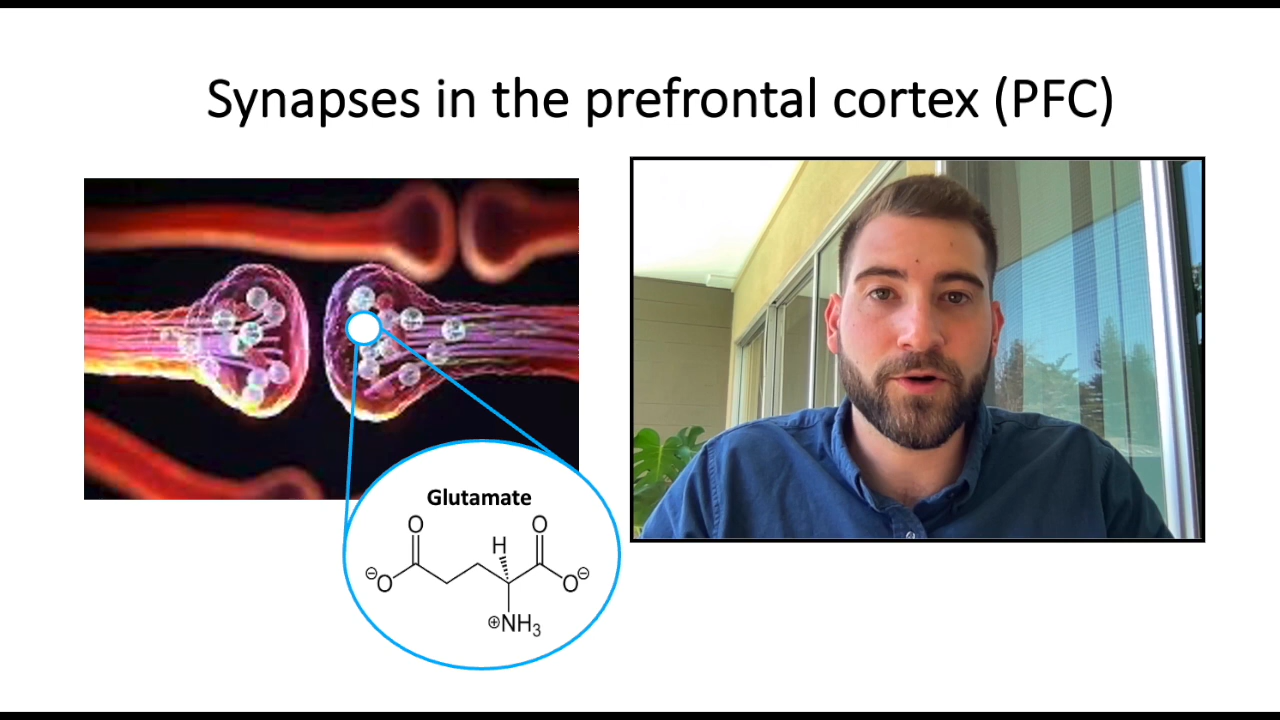 Synapses in the prefrontal cortex (PFC)
Glutamate
O
O
H
⊖O
O⊖
⊕NH₃